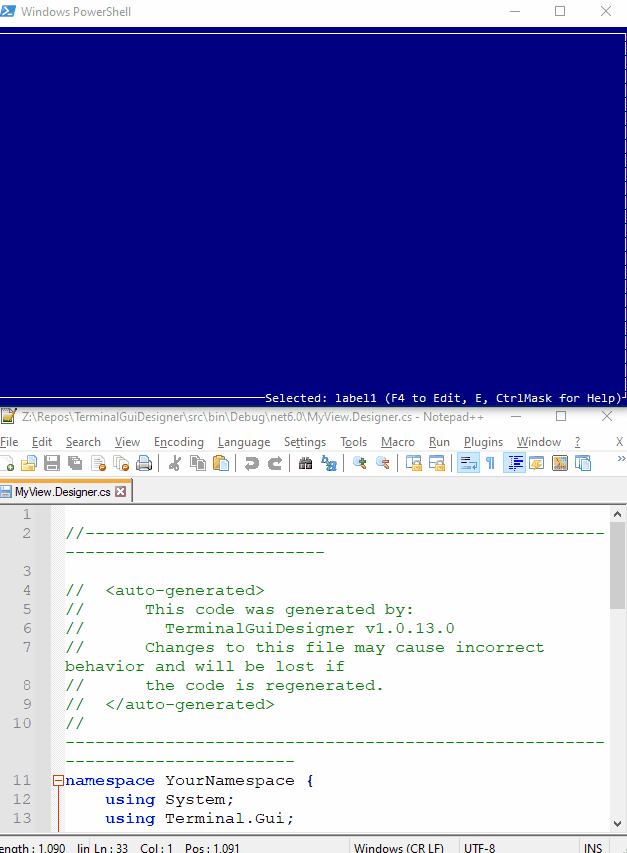 Windows PowerShell
Selected: label1 (F4 to Edit, E, CtrlMask for Help)
Z:\Repos\TerminalGuiDesigner\src\bin\Debug\net6.0\MyView.Designer.cs - Notepad++
File Edit Search View Encoding Language Settings Tools Macro Run Plugins Window ? X
MyView.Designer.cs
1
2 //----------------------------------------------------
--------------------------
3
4 // <auto-generated>
5 // This code was generated by:
6 // TerminalGuiDesigner v1.0.13.0
7 // Changes to this file may cause incorrect
behavior and will be lost if
8 // the code is regenerated.
9 // </auto-generated>
10 //
------------------------------------------------------
-----------------------
11 namespace YourNamespace {
12 using System;
13 using Terminal.Gui;
ength : 1,090 lin Ln : 33 Col : 1 Pos : 1,091 Windows (CR LF) UTF-8 INS